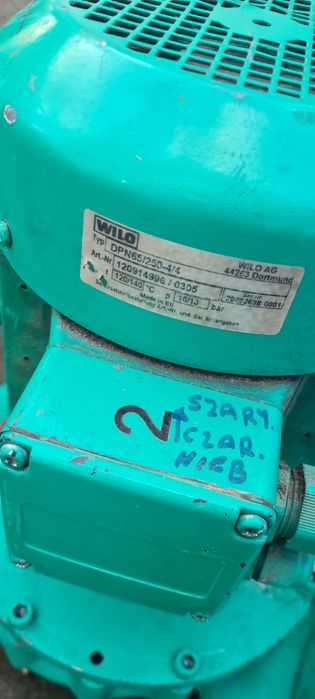 WILO
WILO AG
44263 Dortmund
Typ DPN65/250-4/4
Art.-Nr. 120914996 / 0305
t 120/140 °C p 16/13 bar
Made in EU
2
SZARY.
CZAR.
NIEB